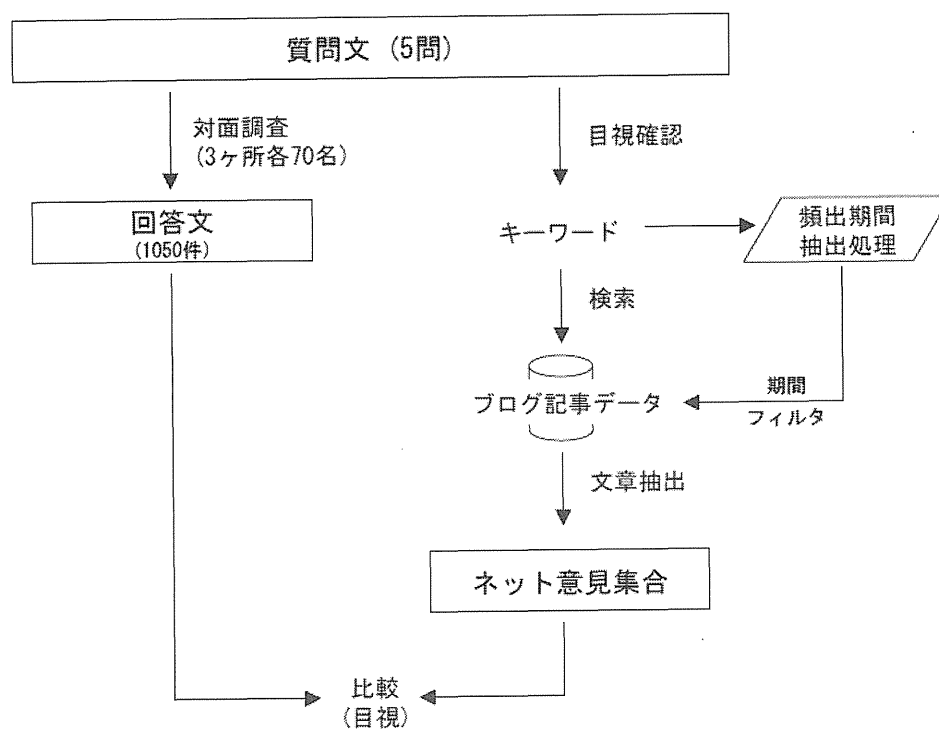 質問文 (5問)
対面調査
(3ヶ所各70名)
目視確認
回答文
(1050件)
キーワード
頻出期間
抽出処理
検索
ブログ記事データ
期間
フィルタ
文章抽出
ネット意見集合
比較
(目視)